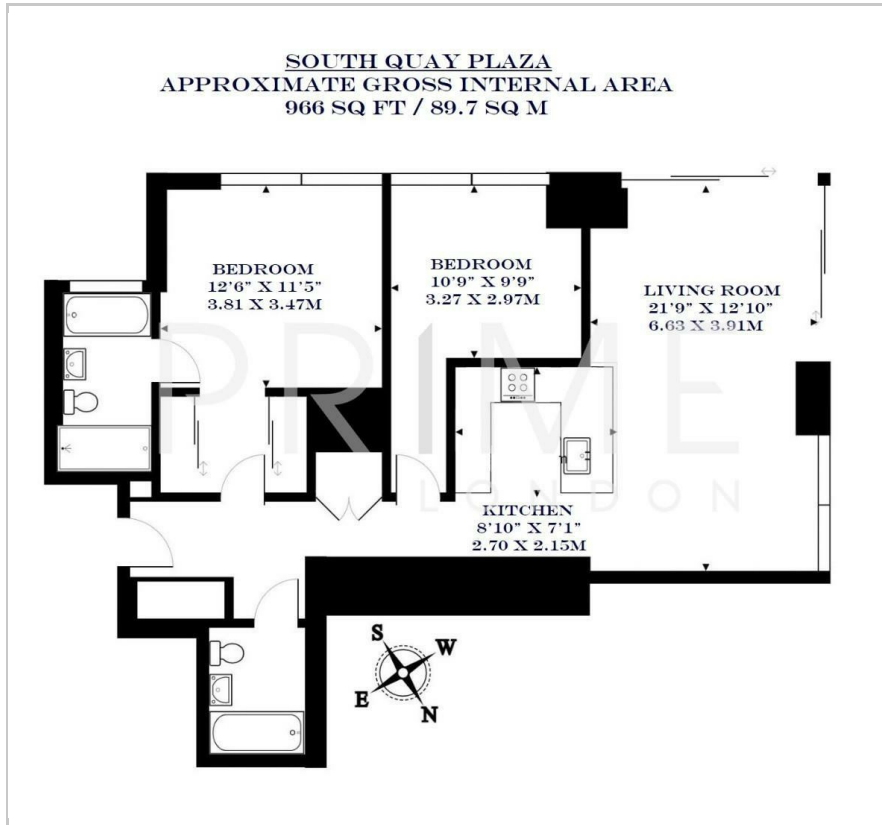 SOUTH QUAY PLAZA
APPROXIMATE GROSS INTERNAL AREA
966 SQ FT / 89.7 SQ M
BEDROOM
12'6" X 11'5"
3.81 X 3.47M
BEDROOM
10'9" X 9'9"
3.27 X 2.97M
LIVING ROOM
21'9" X 12'10"
6.63 X 3.91M
PRIME
LONDON
KITCHEN
8'10" X 7'1"
2.70 X 2.15M
S
W
E
N